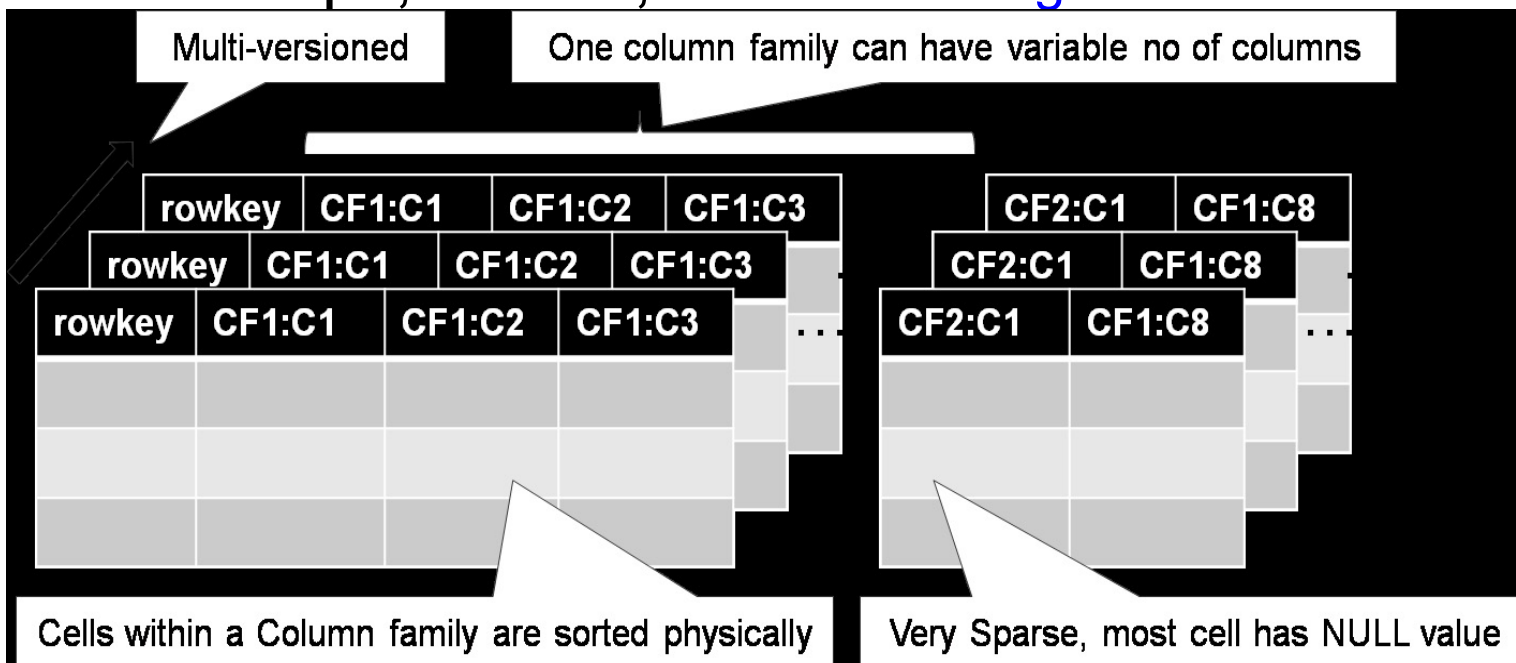 Multi-versioned
One column family can have variable no of columns
rowkey CF1:C1 CF1:C2 CF1:C3 CF2:C1 CF1:C8
rowkey CF1:C1 CF1:C2 CF1:C3 CF2:C1 CF1:C8
rowkey CF1:C1 CF1:C2 CF1:C3 ... CF2:C1 CF1:C8 ...
Cells within a Column family are sorted physically
Very Sparse, most cell has NULL value